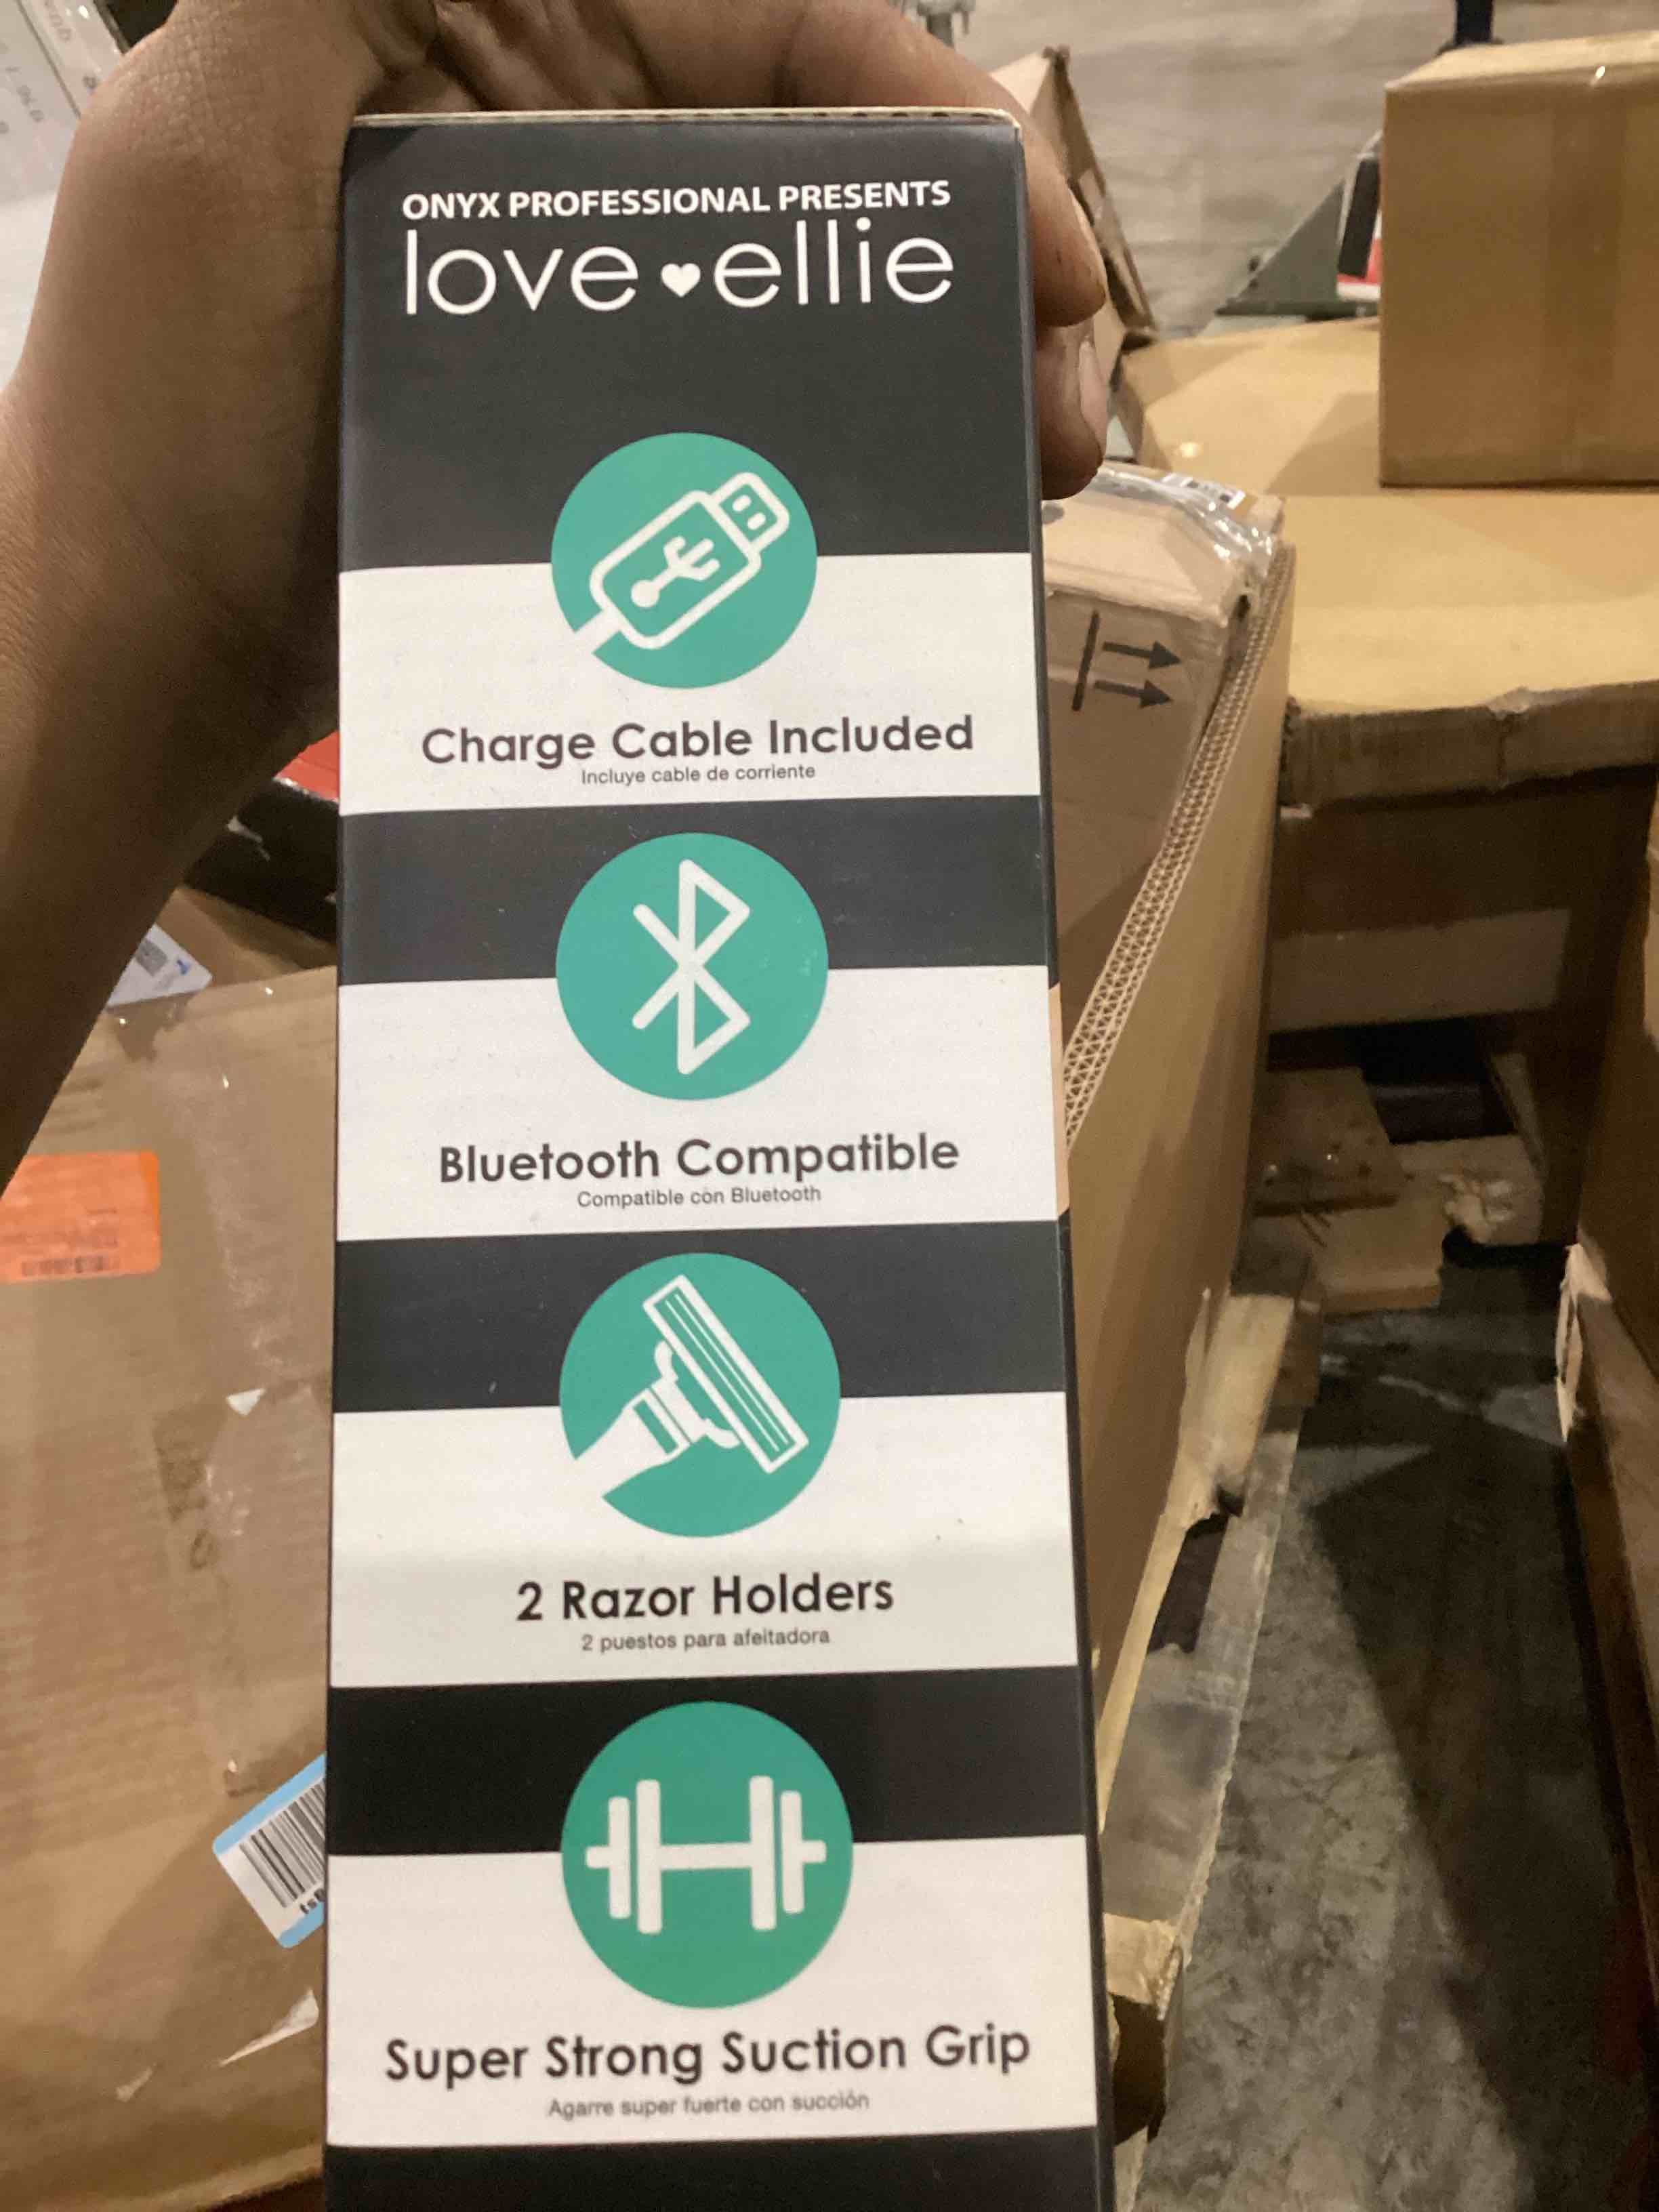 ONYX PROFESSIONAL PRESENTS
love ellie
Charge Cable Included
Incluye cable de corriente
Bluetooth Compatible
Compatible con Bluetooth
2 Razor Holders
2 puestos para afeitadora
Super Strong Suction Grip
Agarre super fuerte con succión